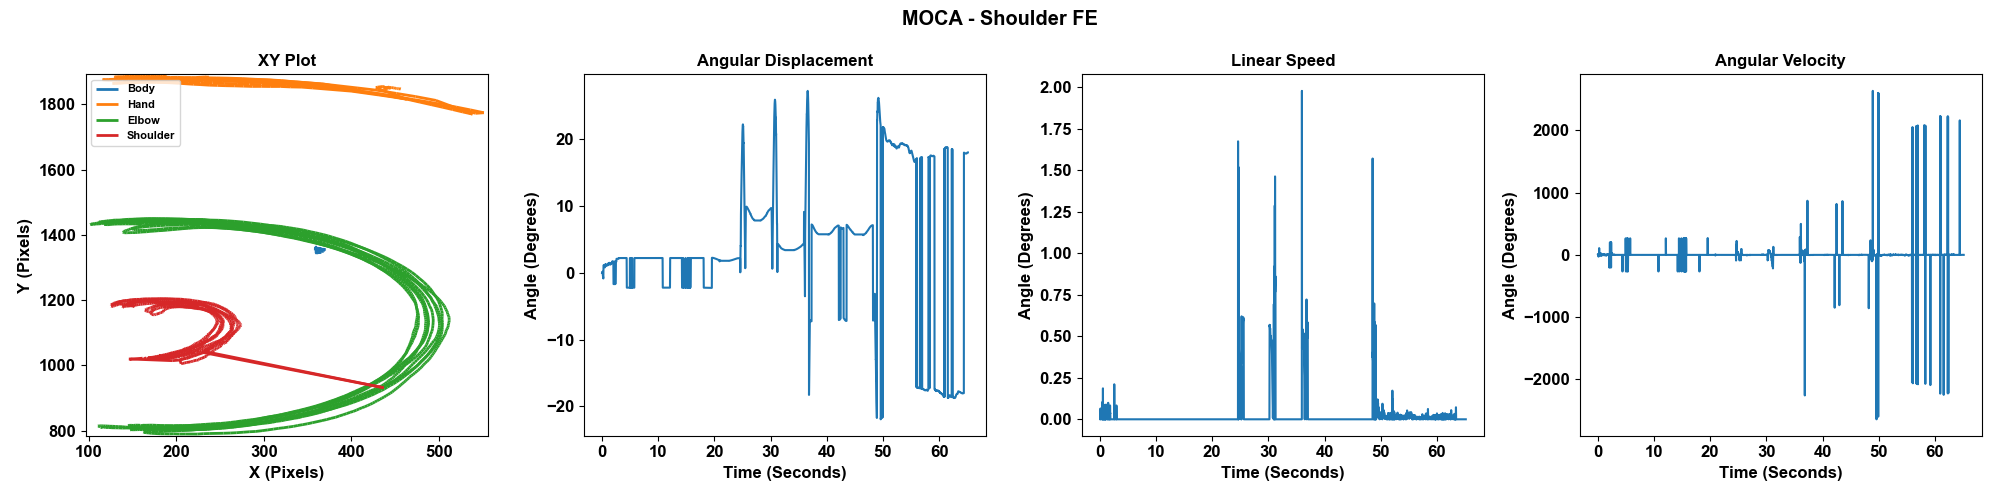 MOCA - Shoulder FE
XY Plot
1800
1600
1400
1200
1000
800
100 200 300 400 500
Y (Pixels)
X (Pixels)
Body
Hand
Elbow
Shoulder
Angular Displacement
20
10
0
−10
−20
0 10 20 30 40 50 60
Angle (Degrees)
Time (Seconds)
Linear Speed
2.00
1.75
1.50
1.25
1.00
0.75
0.50
0.25
0.00
0 10 20 30 40 50 60
Angle (Degrees)
Time (Seconds)
Angular Velocity
2000
1000
0
−1000
−2000
0 10 20 30 40 50 60
Angle (Degrees)
Time (Seconds)